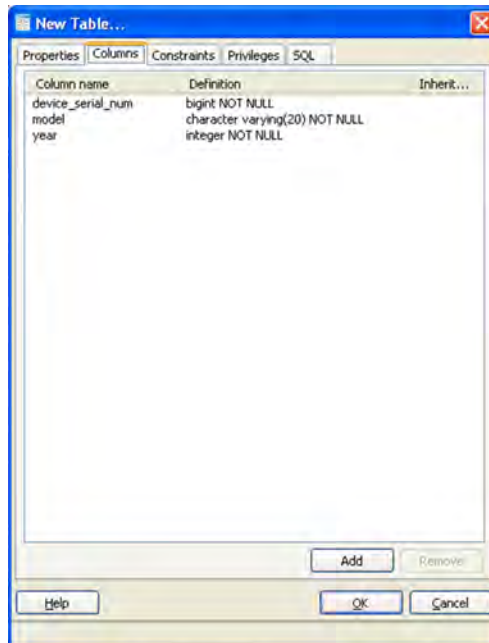 New Table...
Properties Columns Constraints Privileges SQL
Column name Definition Inherit...
device_serial_num bigint NOT NULL
model character varying(20) NOT NULL
year integer NOT NULL
Add Remove
Help OK Cancel